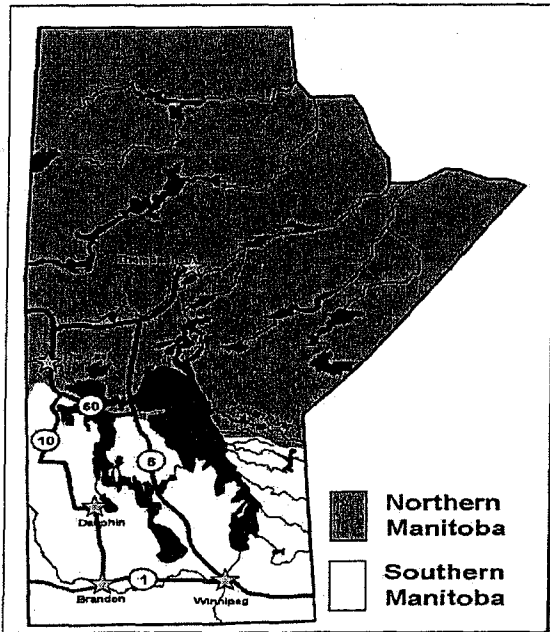 60
10
6
Dauphin
1
Brandon
Winnipeg
Northern
Manitoba
Southern
Manitoba